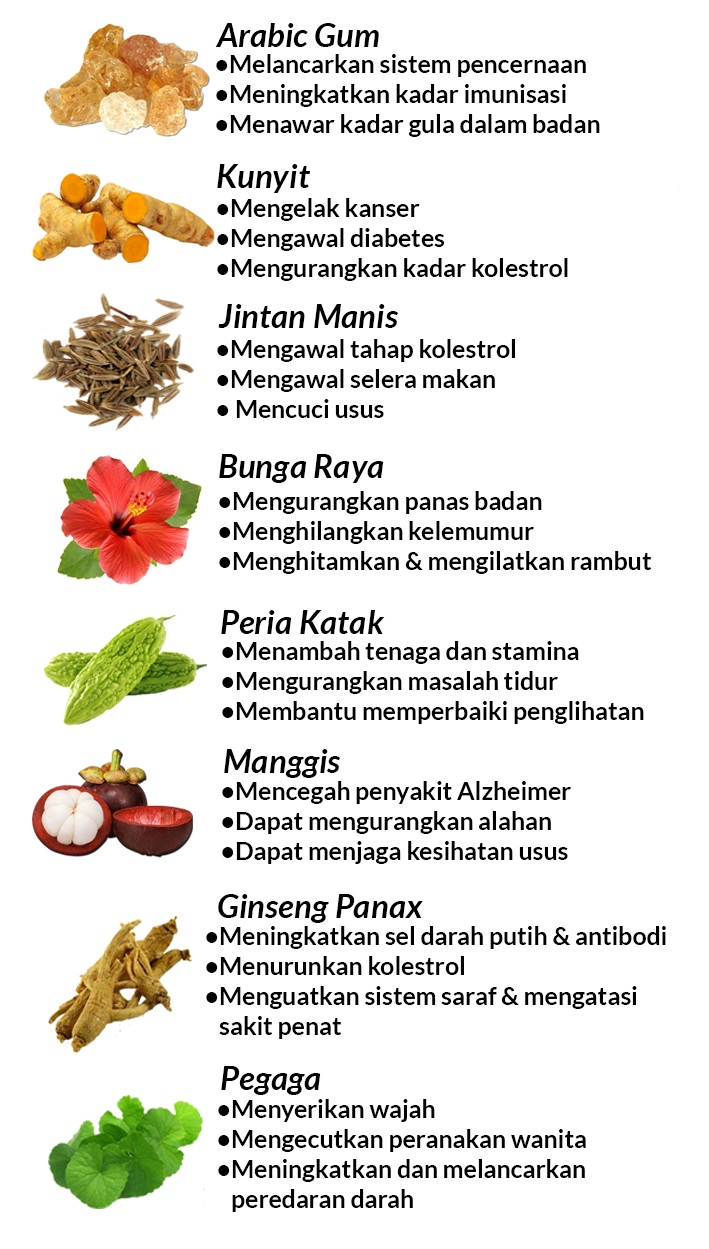 Arabic Gum
•Melancarkan sistem pencernaan
•Meningkatkan kadar imunisasi
•Menawar kadar gula dalam badan
Kunyit
•Mengelak kanser
•Mengawal diabetes
•Mengurangkan kadar kolestrol
Jintan Manis
•Mengawal tahap kolestrol
•Mengawal selera makan
• Mencuci usus
Bunga Raya
•Mengurangkan panas badan
•Menghilangkan kelemumur
•Menghitamkan & mengilatkan rambut
Peria Katak
•Menambah tenaga dan stamina
•Mengurangkan masalah tidur
•Membantu memperbaiki penglihatan
Manggis
•Mencegah penyakit Alzheimer
•Dapat mengurangkan alahan
•Dapat menjaga kesihatan usus
Ginseng Panax
•Meningkatkan sel darah putih & antibodi
•Menurunkan kolestrol
•Menguatkan sistem saraf & mengatasi
sakit penat
Pegaga
•Menyerikan wajah
•Mengecutkan peranakan wanita
•Meningkatkan dan melancarkan
peredaran darah